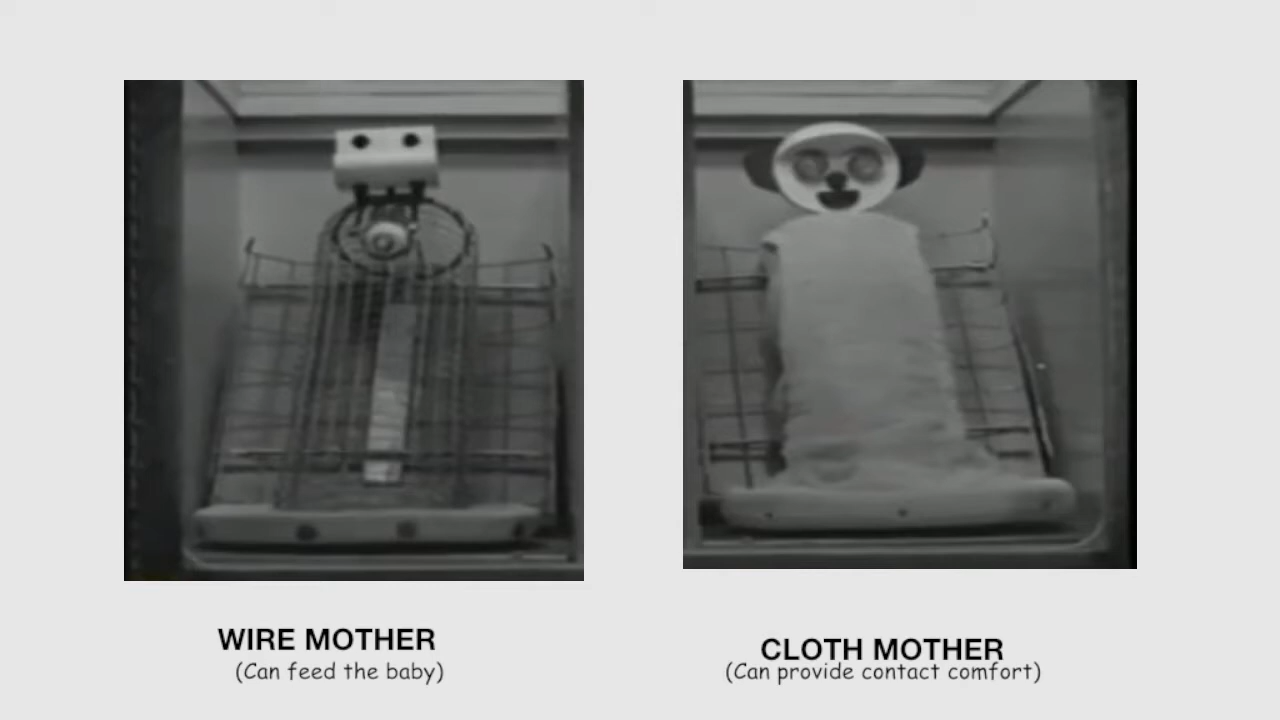 WIRE MOTHER
(Can feed the baby)
CLOTH MOTHER
(Can provide contact comfort)